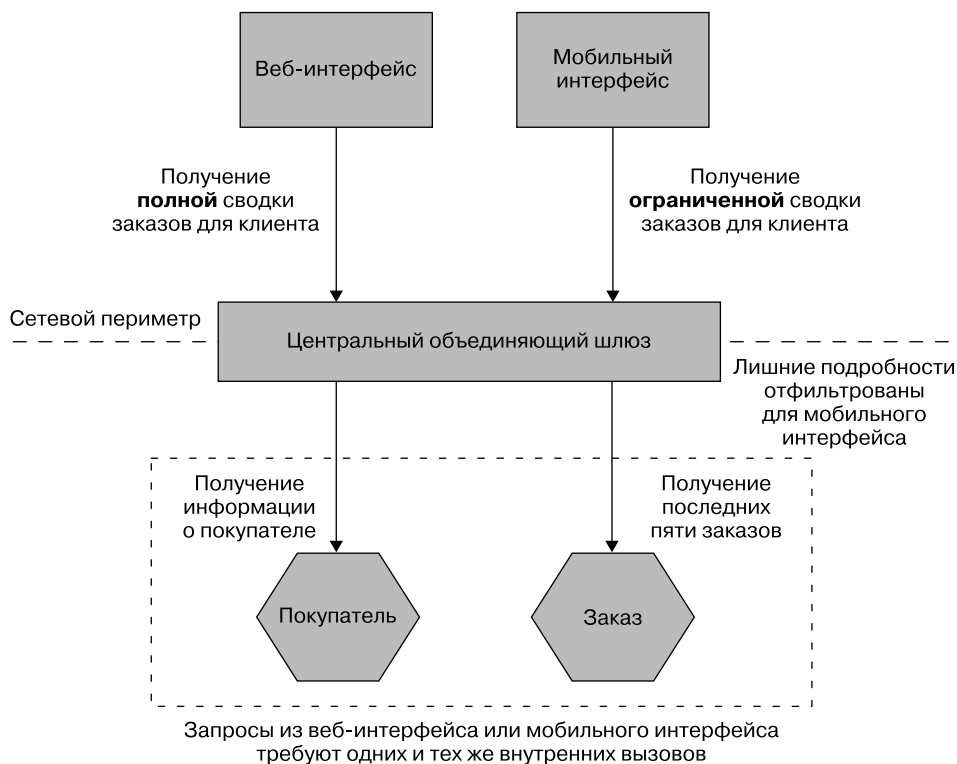 Веб-интерфейс
Мобильный
интерфейс
Получение
полной сводки
заказов для клиента
Получение
ограниченной сводки
заказов для клиента
Сетевой периметр
Центральный объединяющий шлюз
Лишние подробности
отфильтрованы
для мобильного
интерфейса
Получение
информации
о покупателе
Получение
последних
пяти заказов
Покупатель
Заказ
Запросы из веб-интерфейса или мобильного интерфейса
требуют одних и тех же внутренних вызовов